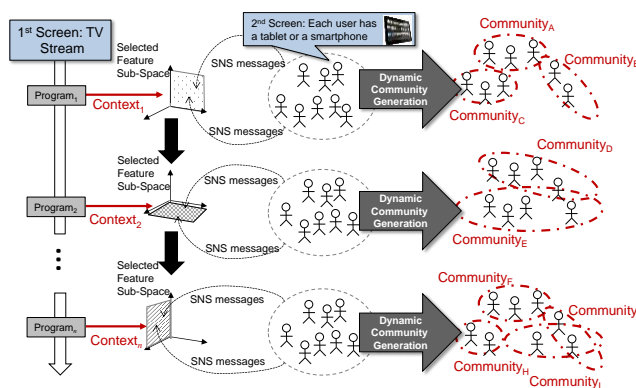 1st Screen: TV
Stream
Selected
Feature
Sub-Space
2nd Screen: Each user has
a tablet or a smartphone
SNS messages
SNS messages
Program1
Context1
Dynamic
Community
Generation
CommunityA
CommunityB
CommunityC
Selected
Feature
Sub-Space
SNS messages
SNS messages
Program2
Context2
Dynamic
Community
Generation
CommunityD
CommunityE
Selected
Feature
Sub-Space
SNS messages
SNS messages
Programn
Contextn
Dynamic
Community
Generation
CommunityF
Community
CommunityH
CommunityI